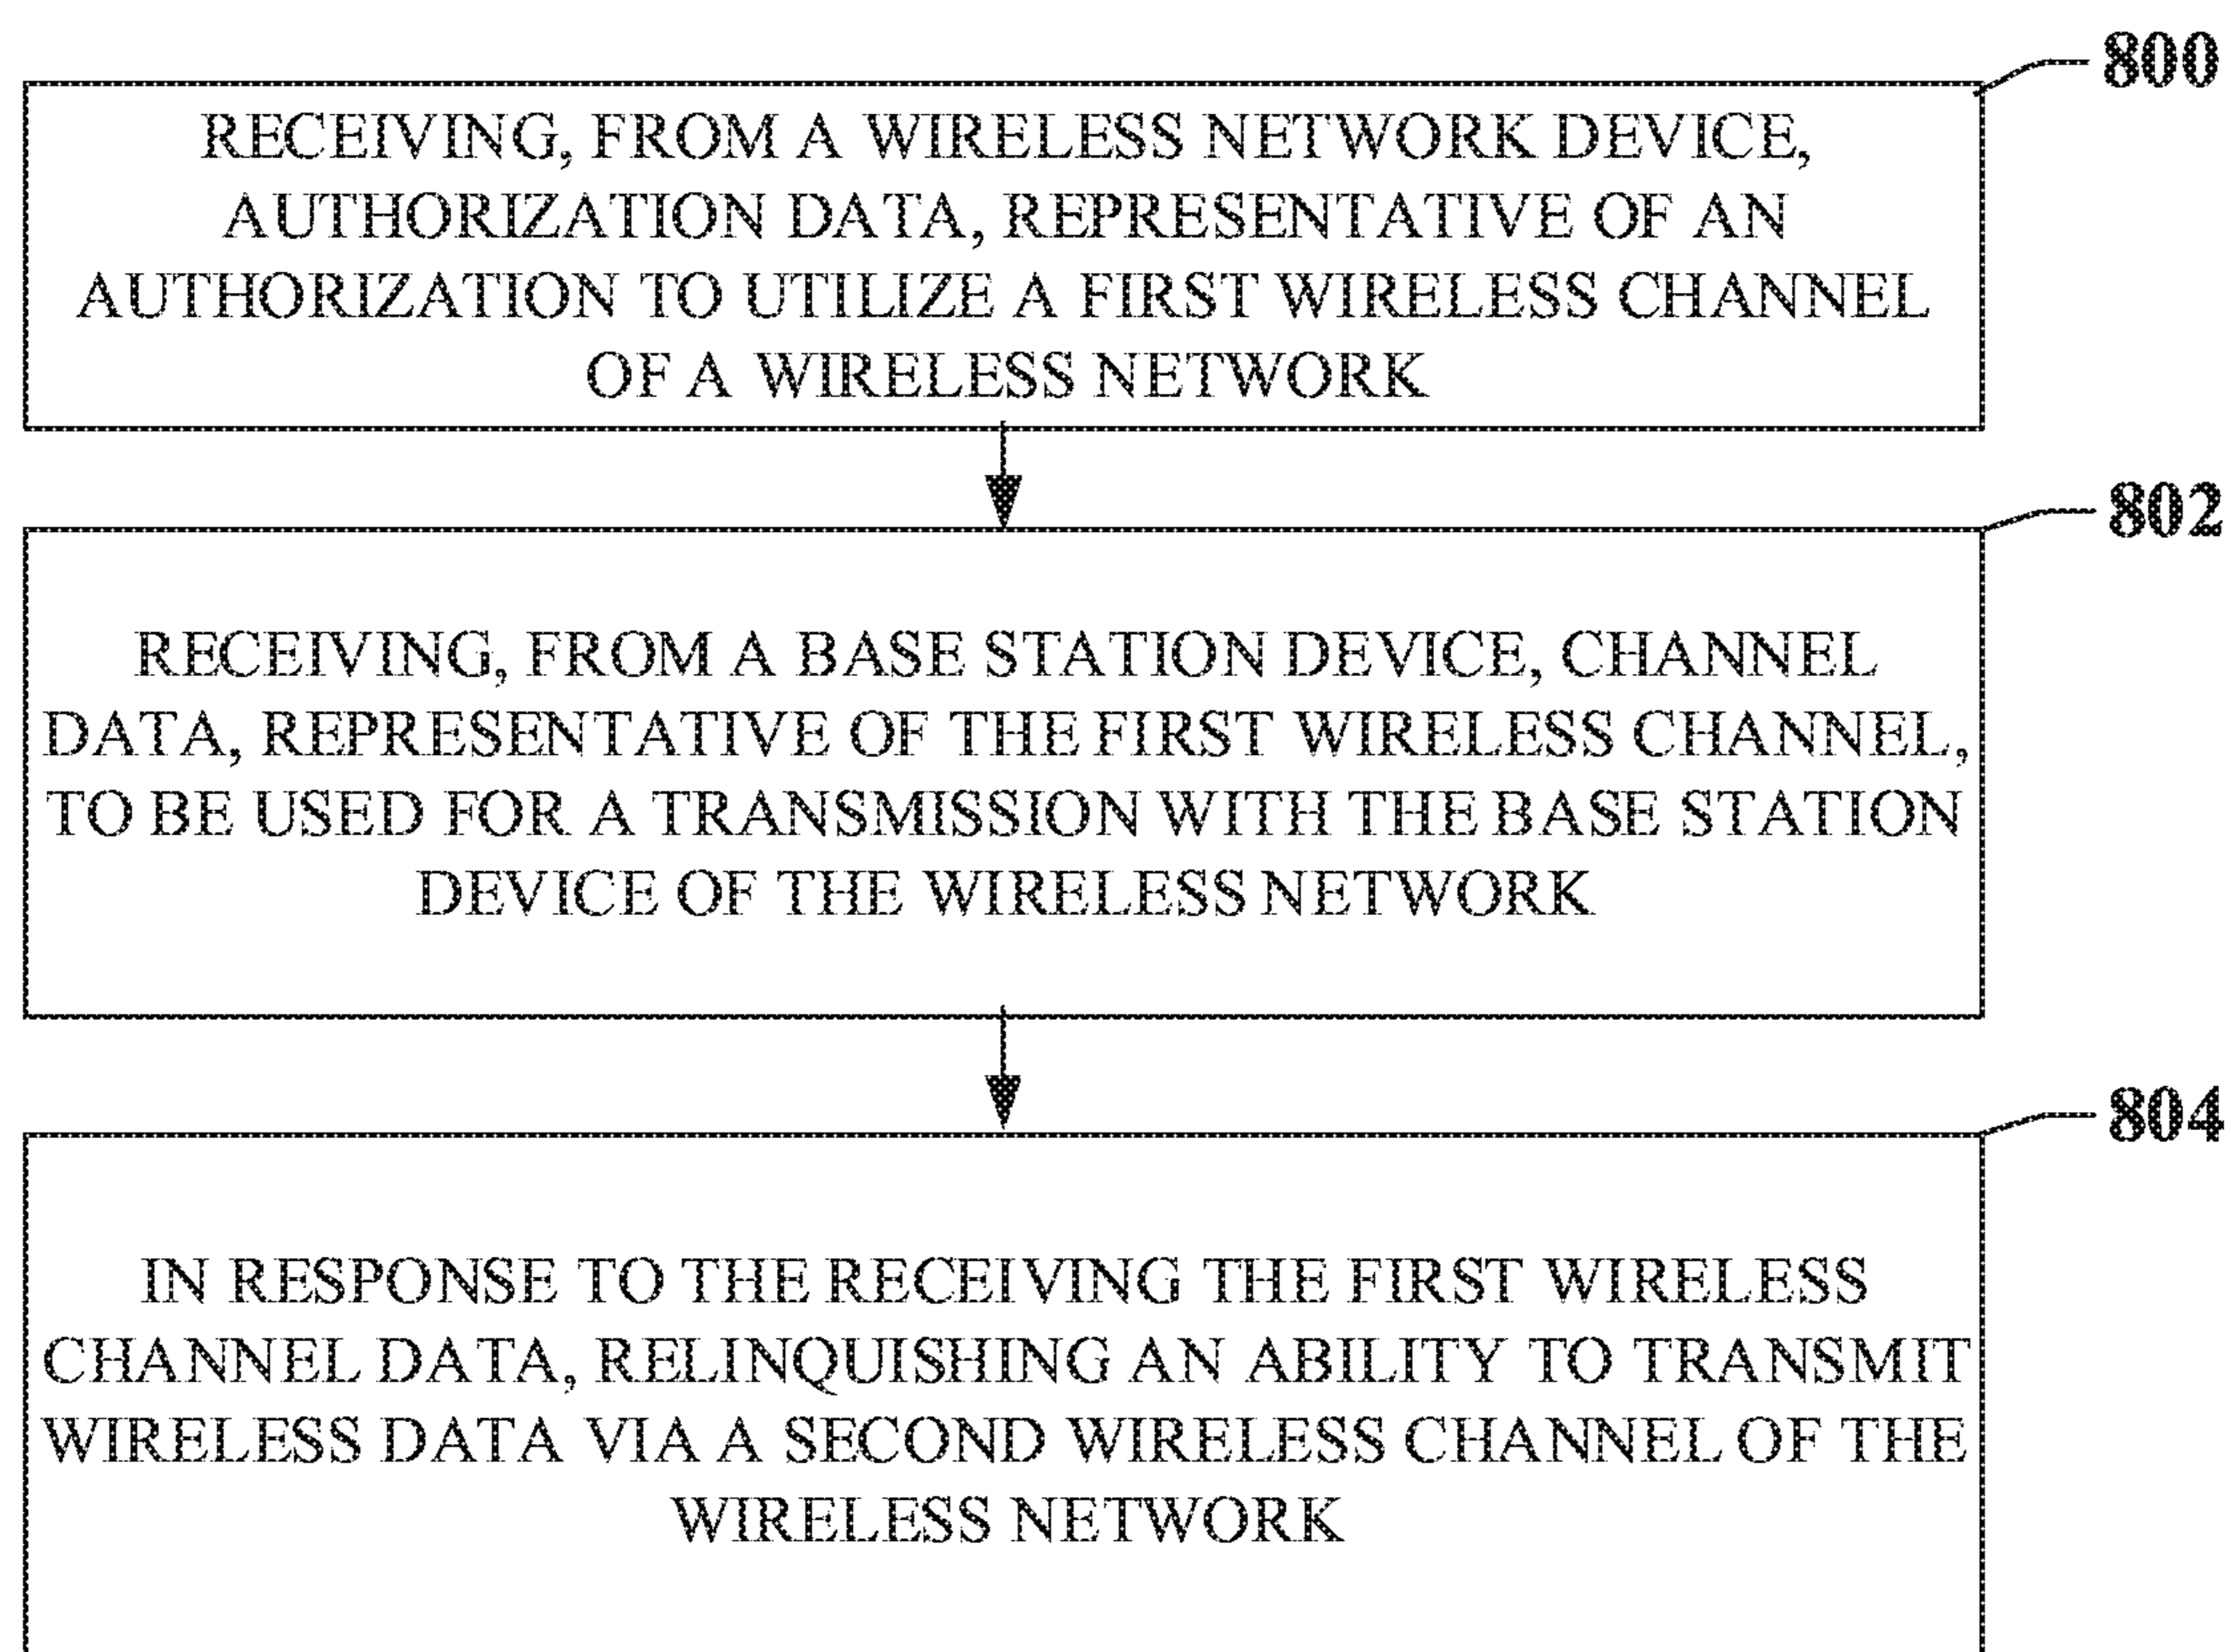 800
RECEIVING, FROM A WIRELESS NETWORK DEVICE,
AUTHORIZATION DATA, REPRESENTATIVE OF AN
AUTHORIZATION TO UTILIZE A FIRST WIRELESS CHANNEL
OF A WIRELESS NETWORK
802
RECEIVING, FROM A BASE STATION DEVICE, CHANNEL
DATA, REPRESENTATIVE OF THE FIRST WIRELESS CHANNEL,
TO BE USED FOR A TRANSMISSION WITH THE BASE STATION
DEVICE OF THE WIRELESS NETWORK
804
IN RESPONSE TO THE RECEIVING THE FIRST WIRELESS
CHANNEL DATA, RELINQUISHING AN ABILITY TO TRANSMIT
WIRELESS DATA VIA A SECOND WIRELESS CHANNEL OF THE
WIRELESS NETWORK